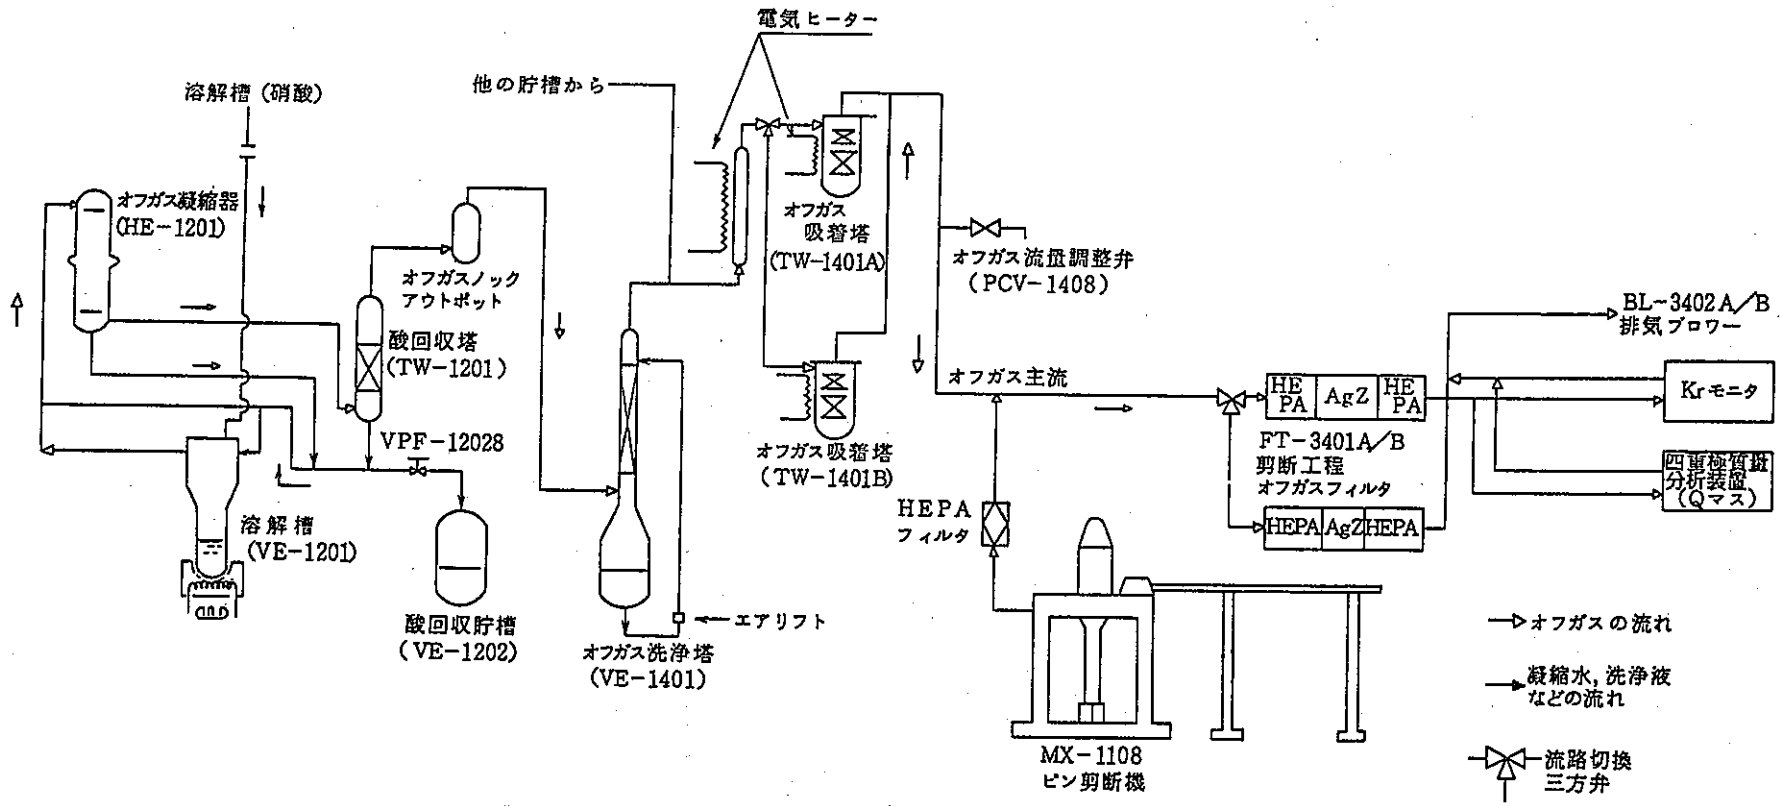 電気ヒーター
他の貯槽から
溶解槽(硝酸)
オフガス凝縮器
(HE-1201)
オフガスノック
アウトポット
酸回収塔
(TW-1201)
VPF-12028
溶解槽
(VE-1201)
酸回収貯槽
(VE-1202)
オフガス洗浄塔
(VE-1401)
エアリフト
オフガス
吸着塔
(TW-1401A)
オフガス吸着塔
(TW-1401B)
オフガス流量調整弁
(PCV-1408)
オフガス主流
HEPA
フィルタ
MX-1108
ピン剪断機
HE
PA
AgZ
HE
PA
FT-3401A/B
剪断工程
オフガスフィルタ
HEPA
AgZ
HEPA
BL-3402A/B
排気ブロワー
Krモニタ
四重極質量
分析装置
(Qマス)
オフガスの流れ
凝縮水,洗浄液
などの流れ
流路切換
三方弁